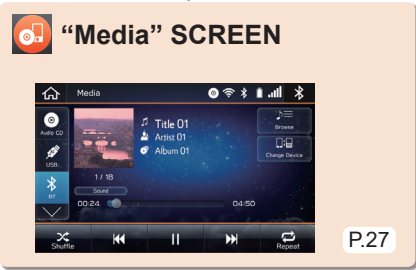 “Media” SCREEN
Media
Audio CD
USB
BT
Title 01
Artist 01
Album 01
Browse
Change Device
1 / 18
Sound
00:24
04:50
Shuffle
Repeat
P.27